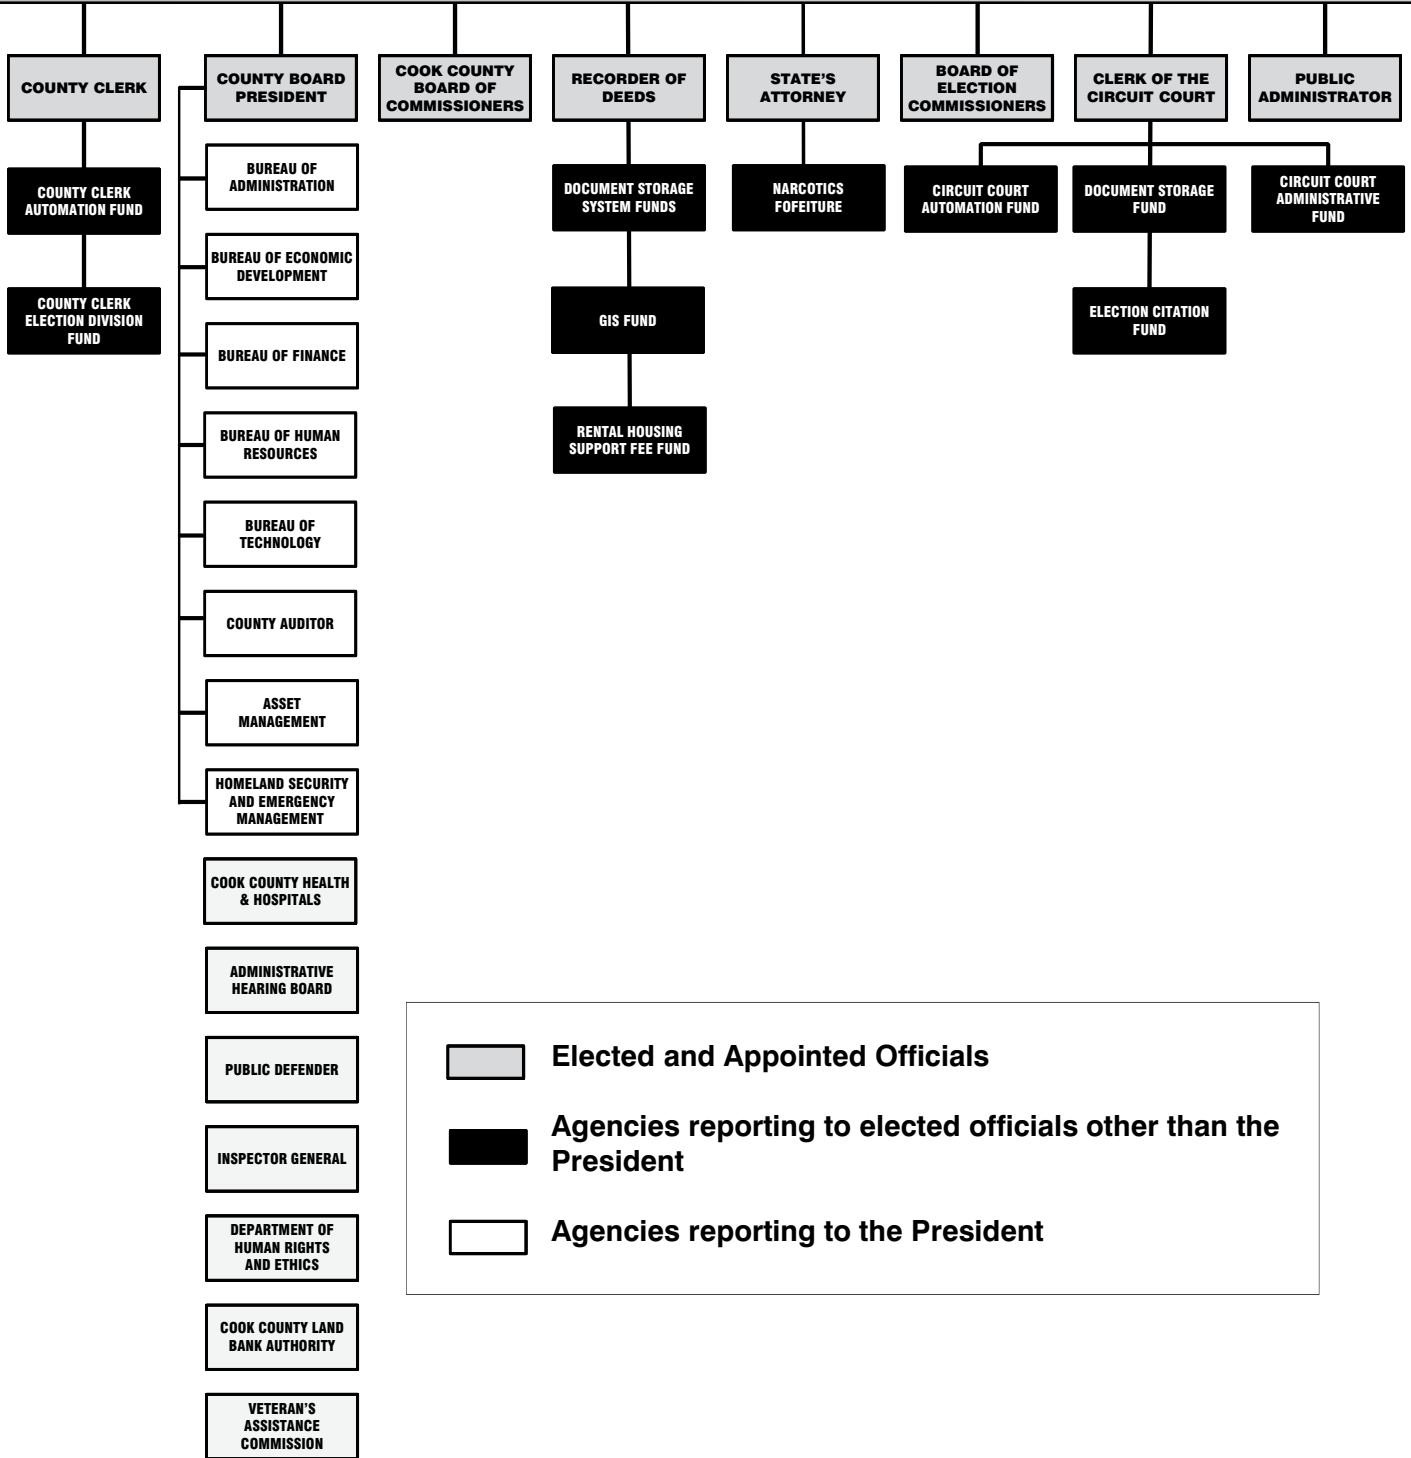 COUNTY CLERK
COUNTY CLERK
AUTOMATION FUND
COUNTY CLERK
ELECTION DIVISION
FUND
COUNTY BOARD
PRESIDENT
BUREAU OF
ADMINISTRATION
BUREAU OF ECONOMIC
DEVELOPMENT
BUREAU OF FINANCE
BUREAU OF HUMAN
RESOURCES
BUREAU OF
TECHNOLOGY
COUNTY AUDITOR
ASSET
MANAGEMENT
HOMELAND SECURITY
AND EMERGENCY
MANAGEMENT
COOK COUNTY HEALTH
& HOSPITALS
ADMINISTRATIVE
HEARING BOARD
PUBLIC DEFENDER
INSPECTOR GENERAL
DEPARTMENT OF
HUMAN RIGHTS
AND ETHICS
COOK COUNTY LAND
BANK AUTHORITY
VETERAN'S
ASSISTANCE
COMMISSION
COOK COUNTY
BOARD OF
COMMISSIONERS
RECORDER OF
DEEDS
DOCUMENT STORAGE
SYSTEM FUNDS
GIS FUND
RENTAL HOUSING
SUPPORT FEE FUND
STATE'S
ATTORNEY
NARCOTICS
FOFEITURE
BOARD OF
ELECTION
COMMISSIONERS
CLERK OF THE
CIRCUIT COURT
CIRCUIT COURT
AUTOMATION FUND
DOCUMENT STORAGE
FUND
ELECTION CITATION
FUND
CIRCUIT COURT
ADMINISTRATIVE
FUND
PUBLIC
ADMINISTRATOR
Elected and Appointed Officials
Agencies reporting to elected officials other than the
President
Agencies reporting to the President